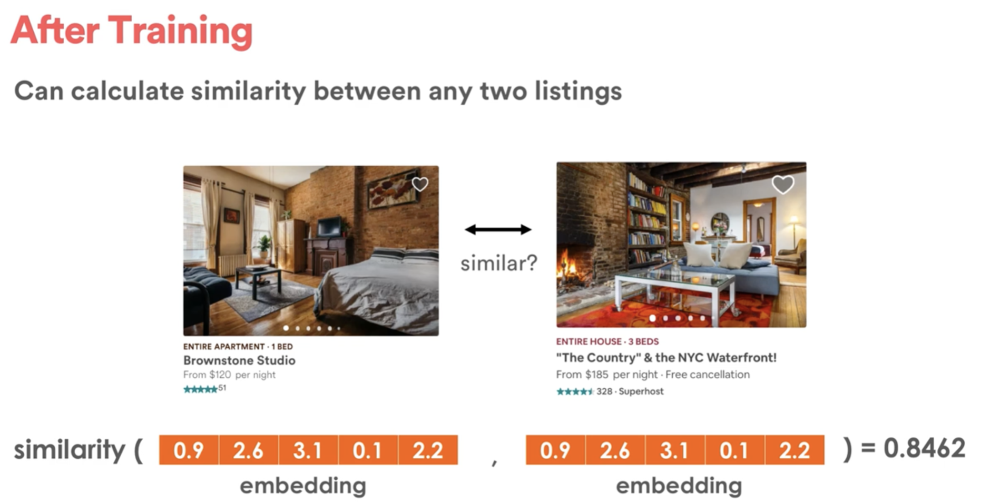 After Training
Can calculate similarity between any two listings
similar?
ENTIRE APARTMENT · 1 BED
Brownstone Studio
From $120 per night
51
ENTIRE HOUSE · 3 BEDS
"The Country" & the NYC Waterfront!
From $185 per night · Free cancellation
328 · Superhost
similarity ( 0.9 2.6 3.1 0.1 2.2 , 0.9 2.6 3.1 0.1 2.2 ) = 0.8462
embedding embedding